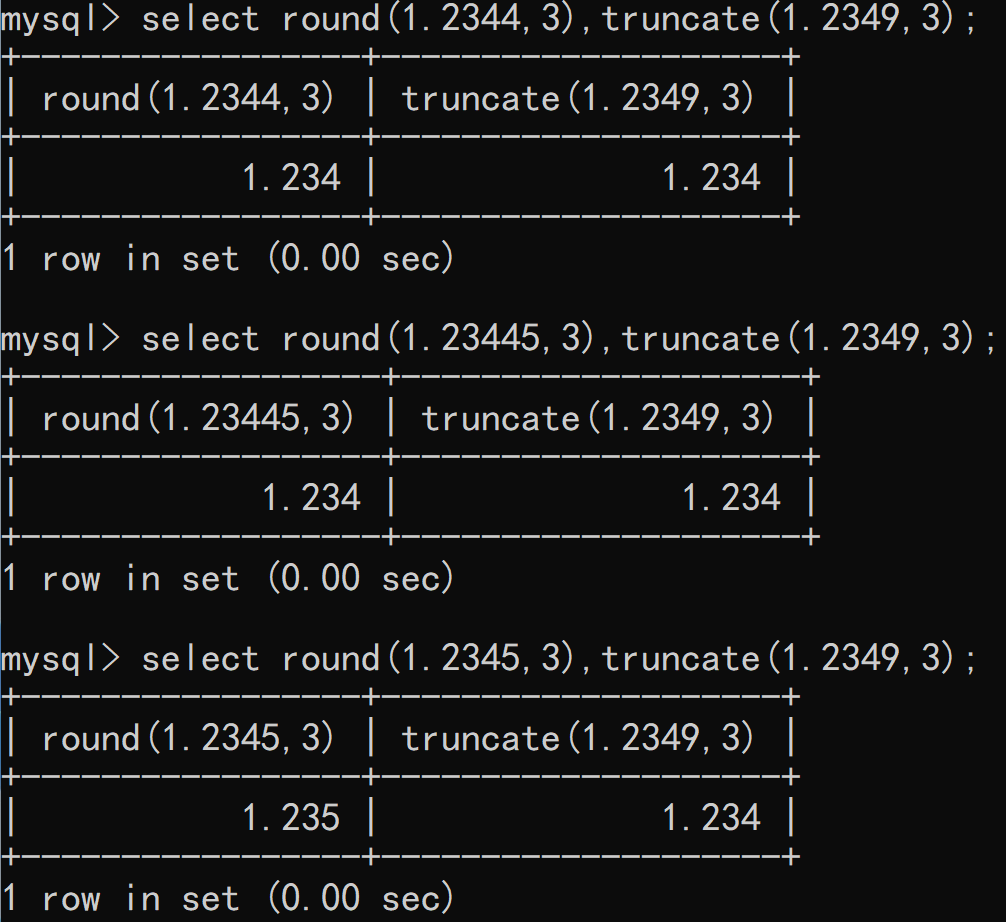 mysql> select round(1.2344,3),truncate(1.2349,3);
+-----------------+--------------------+
| round(1.2344,3) | truncate(1.2349,3) |
+-----------------+--------------------+
|           1.234 |              1.234 |
+-----------------+--------------------+
1 row in set (0.00 sec)
mysql> select round(1.23445,3),truncate(1.2349,3);
+------------------+--------------------+
| round(1.23445,3) | truncate(1.2349,3) |
+------------------+--------------------+
|            1.234 |              1.234 |
+------------------+--------------------+
1 row in set (0.00 sec)
mysql> select round(1.2345,3),truncate(1.2349,3);
+-----------------+--------------------+
| round(1.2345,3) | truncate(1.2349,3) |
+-----------------+--------------------+
|           1.235 |              1.234 |
+-----------------+--------------------+
1 row in set (0.00 sec)